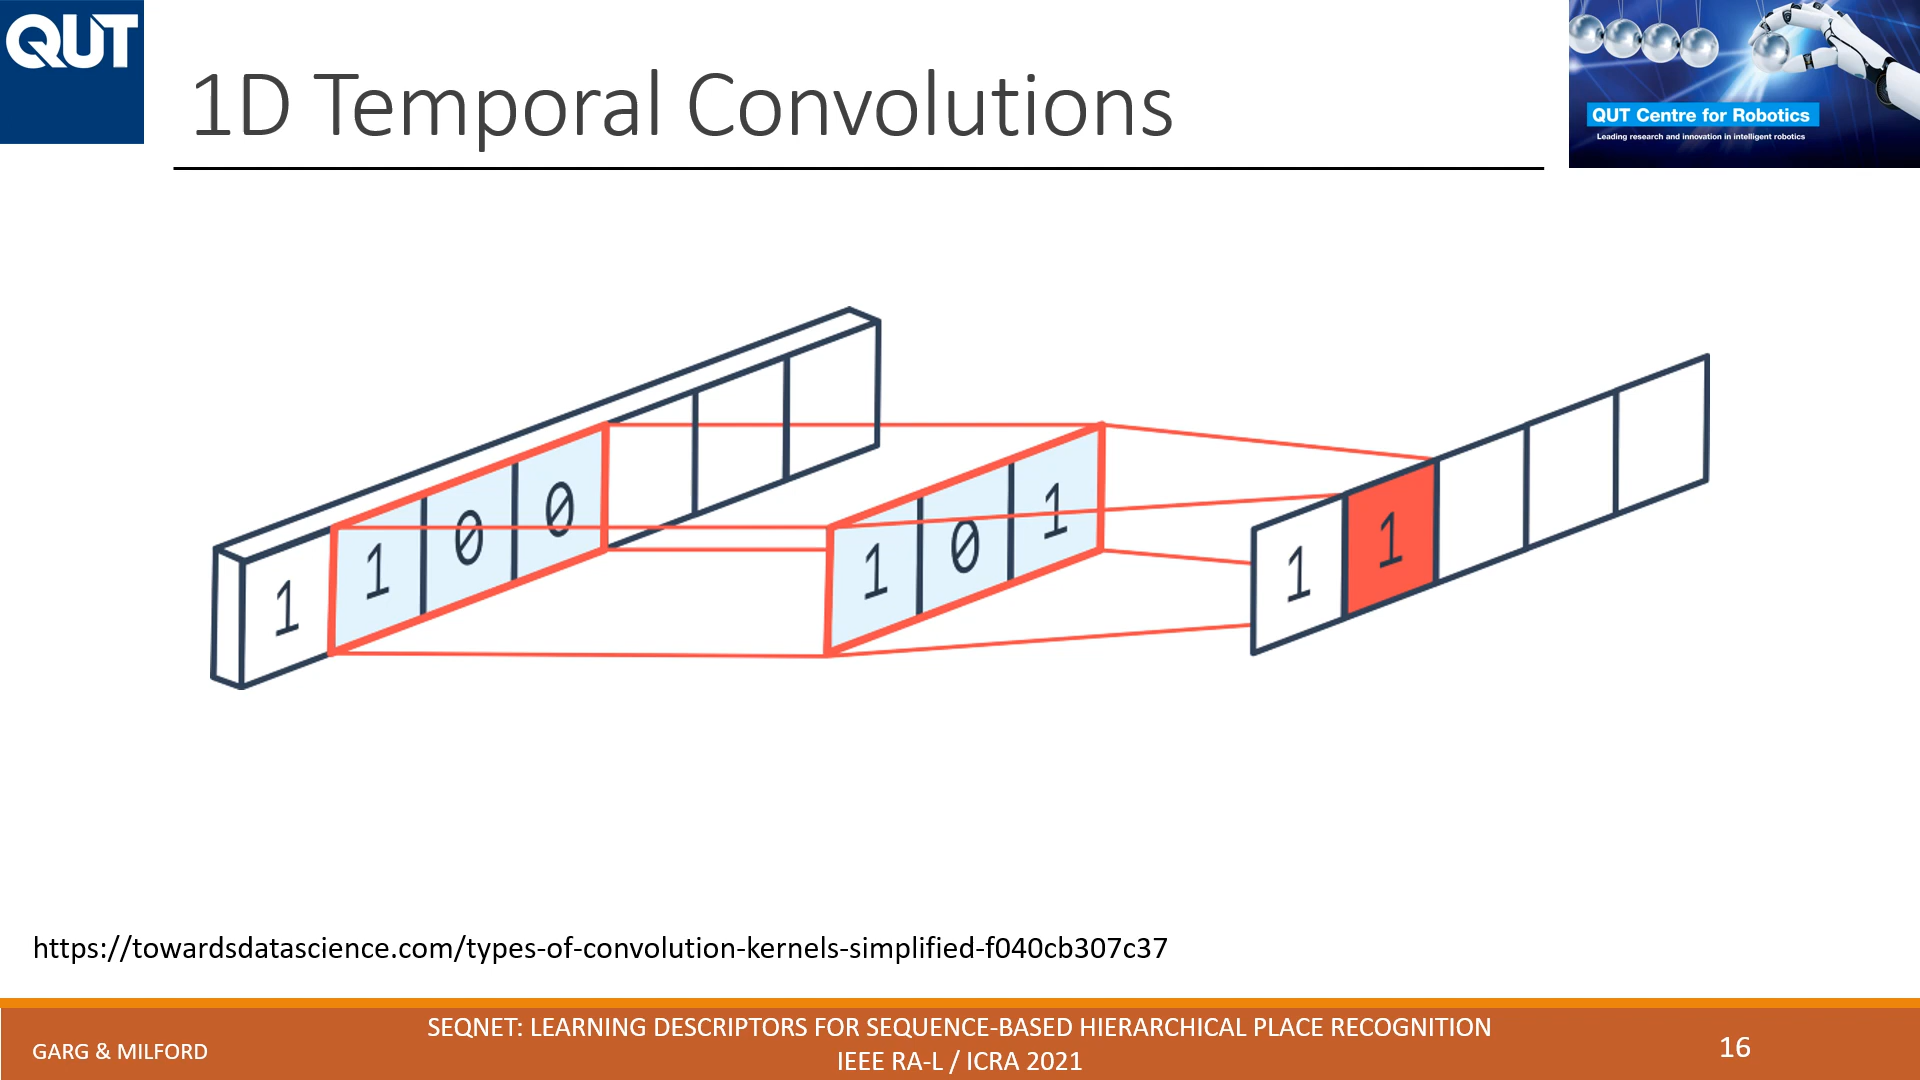 QUT
1D Temporal Convolutions
QUT Centre for Robotics
Leading research and innovation in intelligent robotics
1 1 0 0
1 0 1
1 1
https://towardsdatascience.com/types-of-convolution-kernels-simplified-f040cb307c37
GARG & MILFORD
SEQNET: LEARNING DESCRIPTORS FOR SEQUENCE-BASED HIERARCHICAL PLACE RECOGNITION
IEEE RA-L / ICRA 2021
16